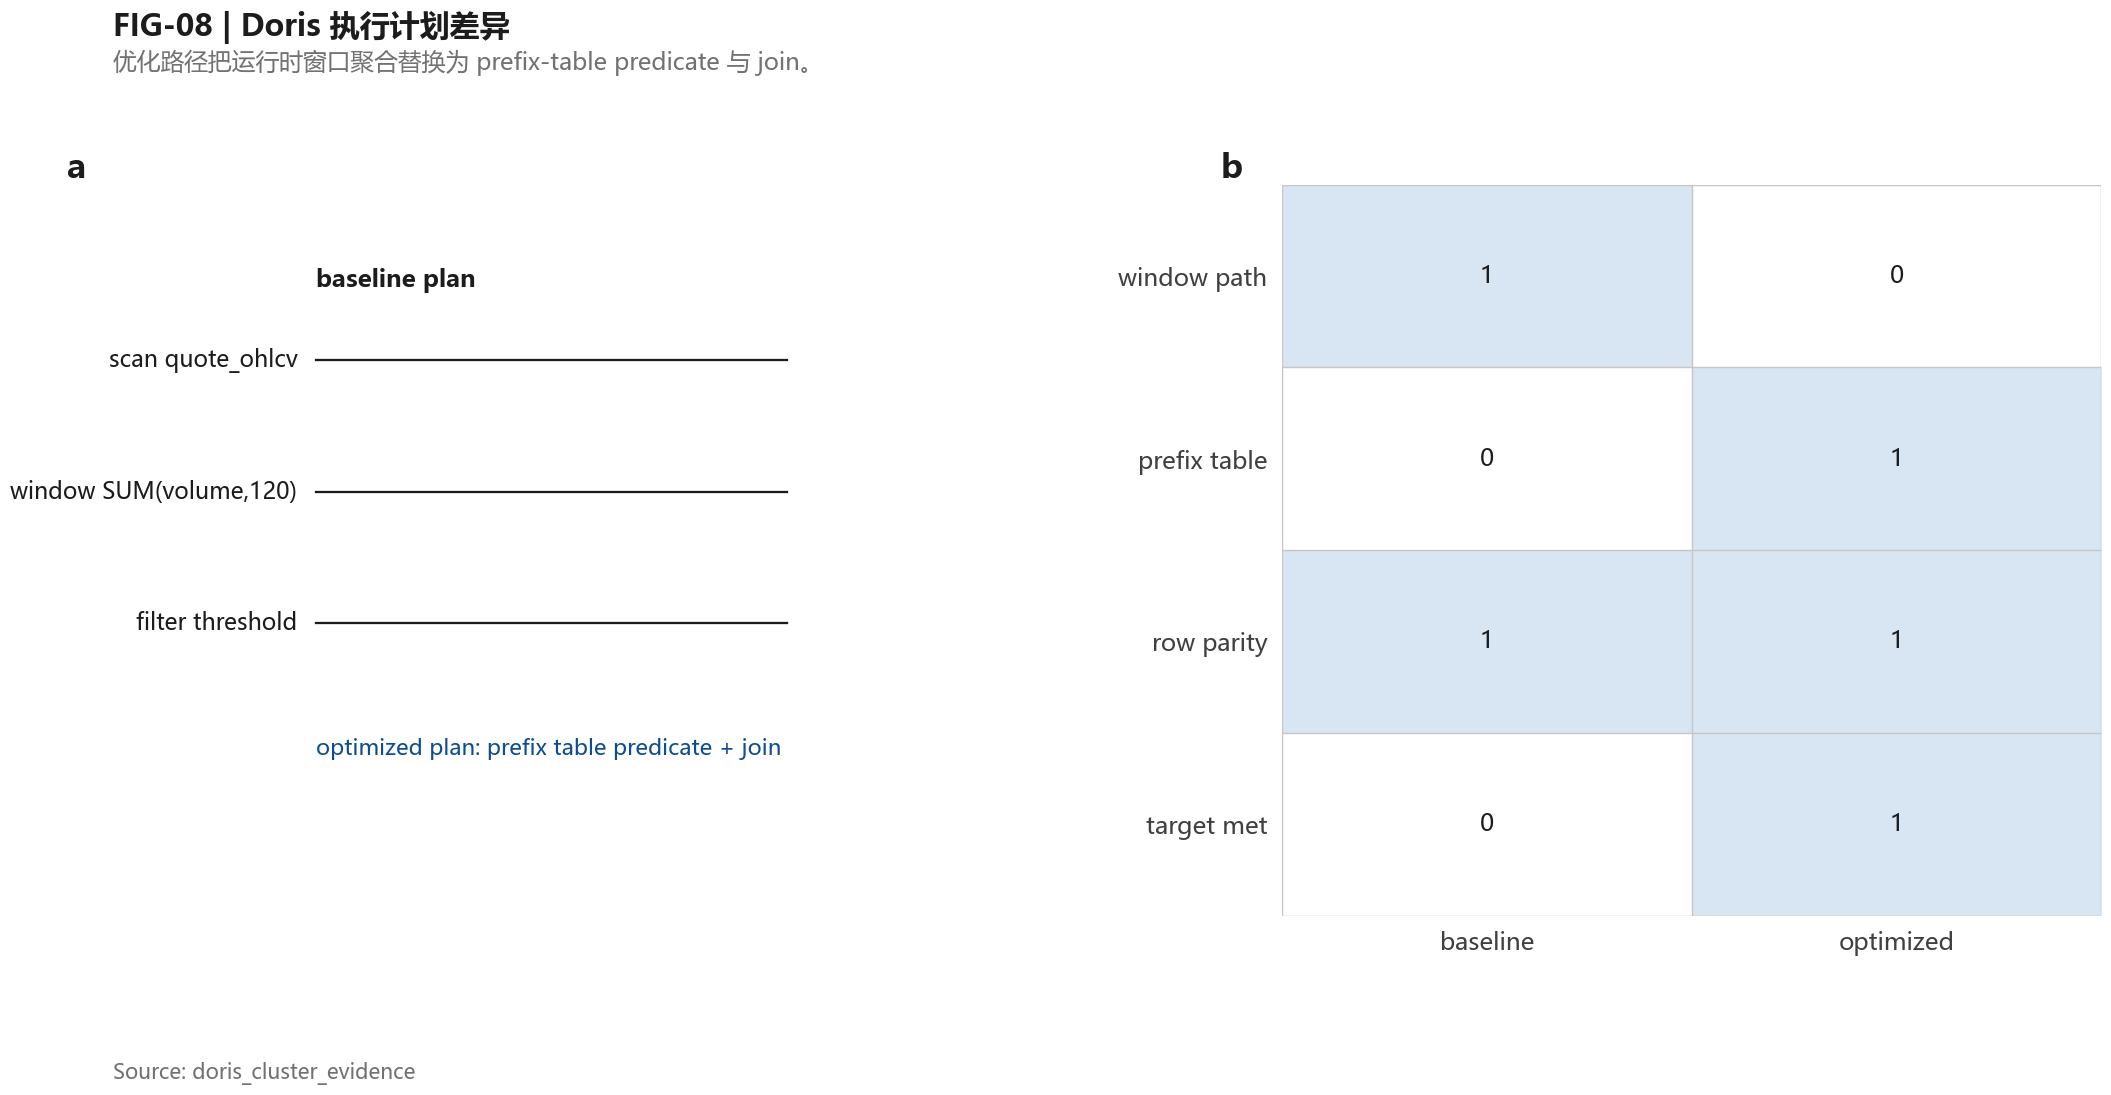 FIG-08 | Doris 执行计划差异
优化路径把运行时窗口聚合替换为 prefix-table predicate 与 join。
a
baseline plan
scan quote_ohlcv
window SUM(volume,120)
filter threshold
optimized plan: prefix table predicate + join
b
window path 1 0
prefix table 0 1
row parity 1 1
target met 0 1
baseline optimized
Source: doris_cluster_evidence